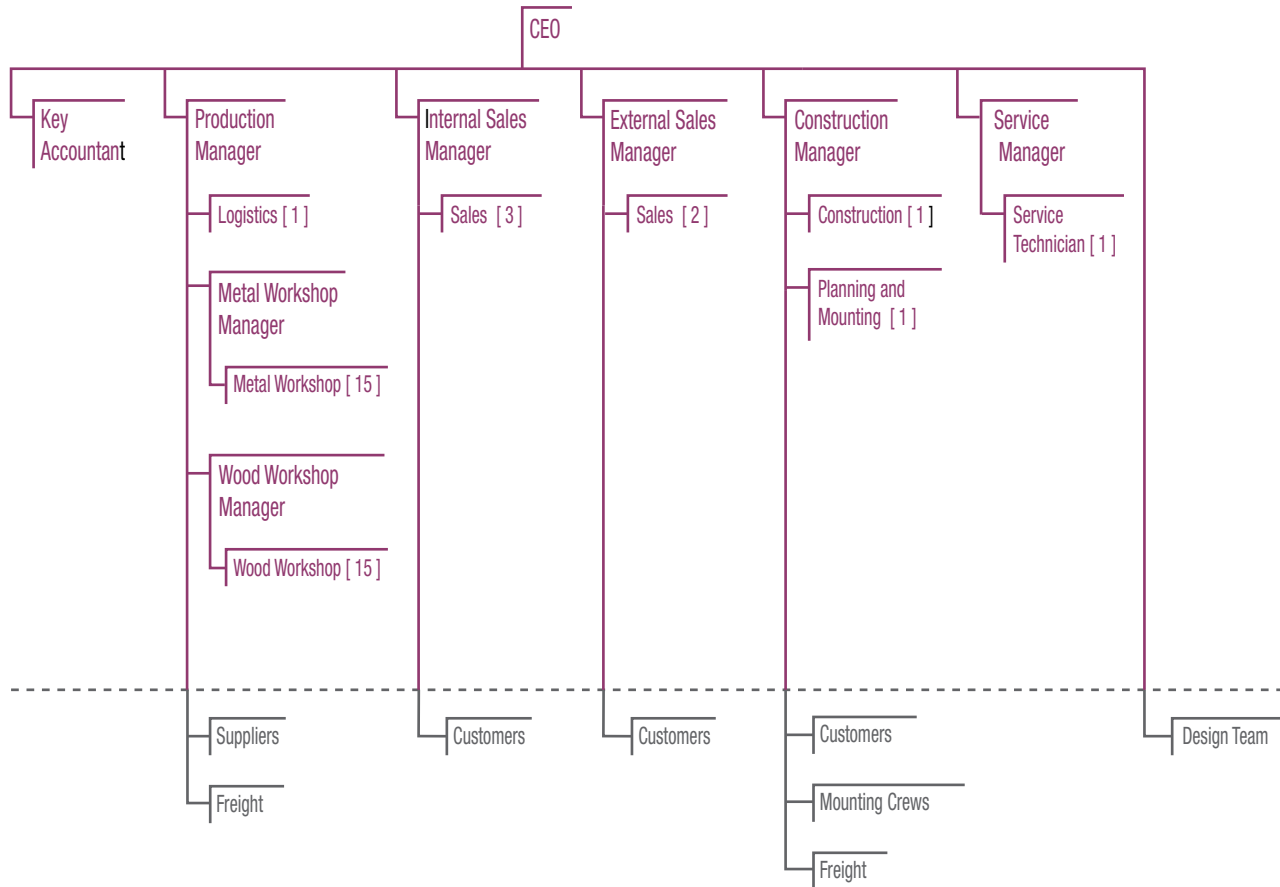 CEO
Key
Accountant
Production
Manager
Internal Sales
Manager
External Sales
Manager
Construction
Manager
Service
Manager
Logistics [ 1 ]
Sales [ 3 ]
Sales [ 2 ]
Construction [ 1 ]
Service
Technician [ 1 ]
Metal Workshop
Manager
Planning and
Mounting [ 1 ]
Metal Workshop [ 15 ]
Wood Workshop
Manager
Wood Workshop [ 15 ]
Suppliers
Customers
Customers
Customers
Design Team
Freight
Mounting Crews
Freight